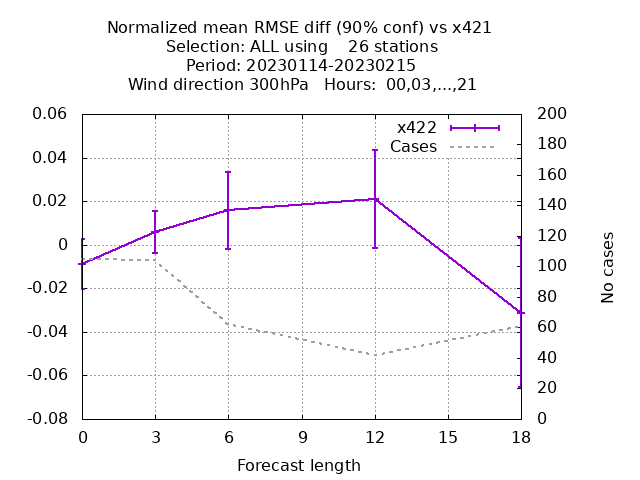 Normalized mean RMSE diff (90% conf) vs x421
Selection: ALL using    26 stations
Period: 20230114-20230215
Wind direction 300hPa   Hours:  00,03,...,21
0.06
0.04
0.02
0
-0.02
-0.04
-0.06
-0.08
200
180
160
140
120
100
80
60
40
20
0
x422
Cases
No cases
0 3 6 9 12 15 18
Forecast length